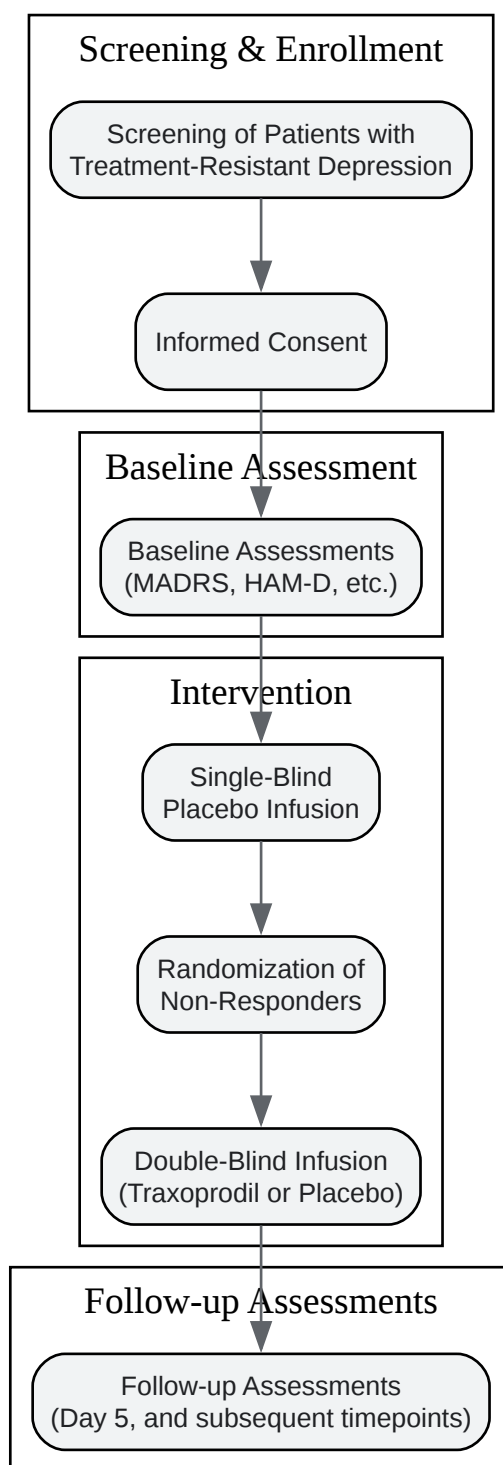 Screening & Enrollment
Screening of Patients with
Treatment-Resistant Depression
Informed Consent
Baseline Assessment
Baseline Assessments
(MADRS, HAM-D, etc.)
Intervention
Single-Blind
Placebo Infusion
Randomization of
Non-Responders
Double-Blind Infusion
(Traxoprodil or Placebo)
Follow-up Assessments
Follow-up Assessments
(Day 5, and subsequent timepoints)